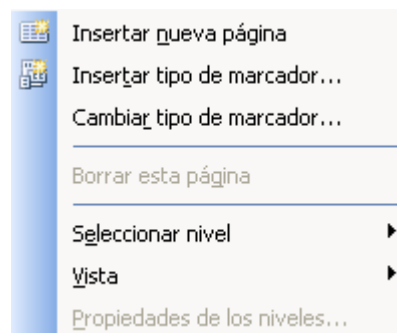 Insertar nueva página
Insertar tipo de marcador...
Cambiar tipo de marcador...
Borrar esta página
Seleccionar nivel
Vista
Propiedades de los niveles...